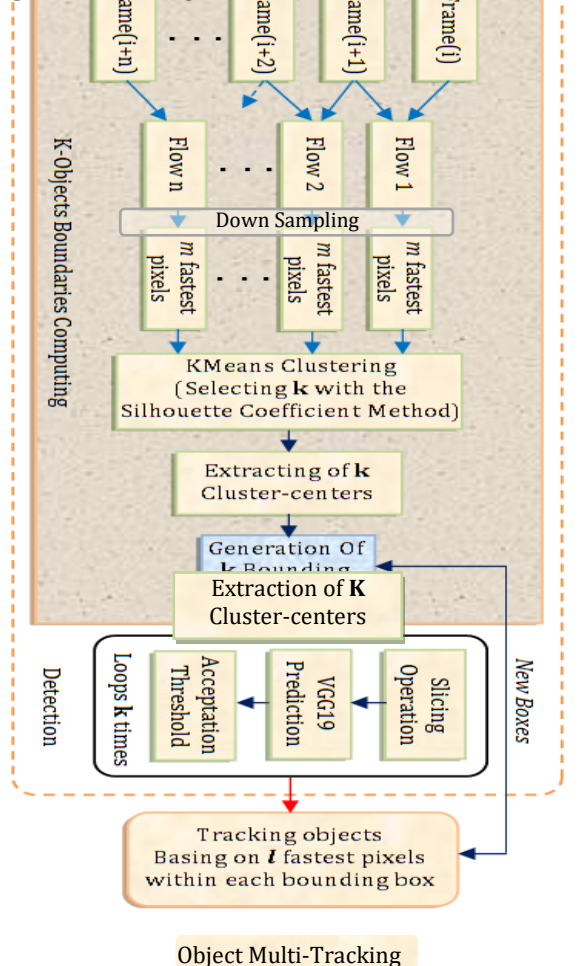 Frame(i)
Frame(i+1)
ame(i+2)
ame(i+n)
. . .
Flow 1
Flow 2
. . .
Flow n
Down Sampling
m fastest
pixels
m fastest
pixels
. . .
m fastest
pixels
K-Objects Boundaries Computing
KMeans Clustering
(Selecting k with the
Silhouette Coefficient Method)
Extracting of k
Cluster-centers
Generation Of
k Bounding
Extraction of K
Cluster-centers
New Boxes
Slicing
Operation
VGG19
Prediction
Acceptation
Threshold
Loops k times
Detection
Tracking objects
Basing on l fastest pixels
within each bounding box
Object Multi-Tracking